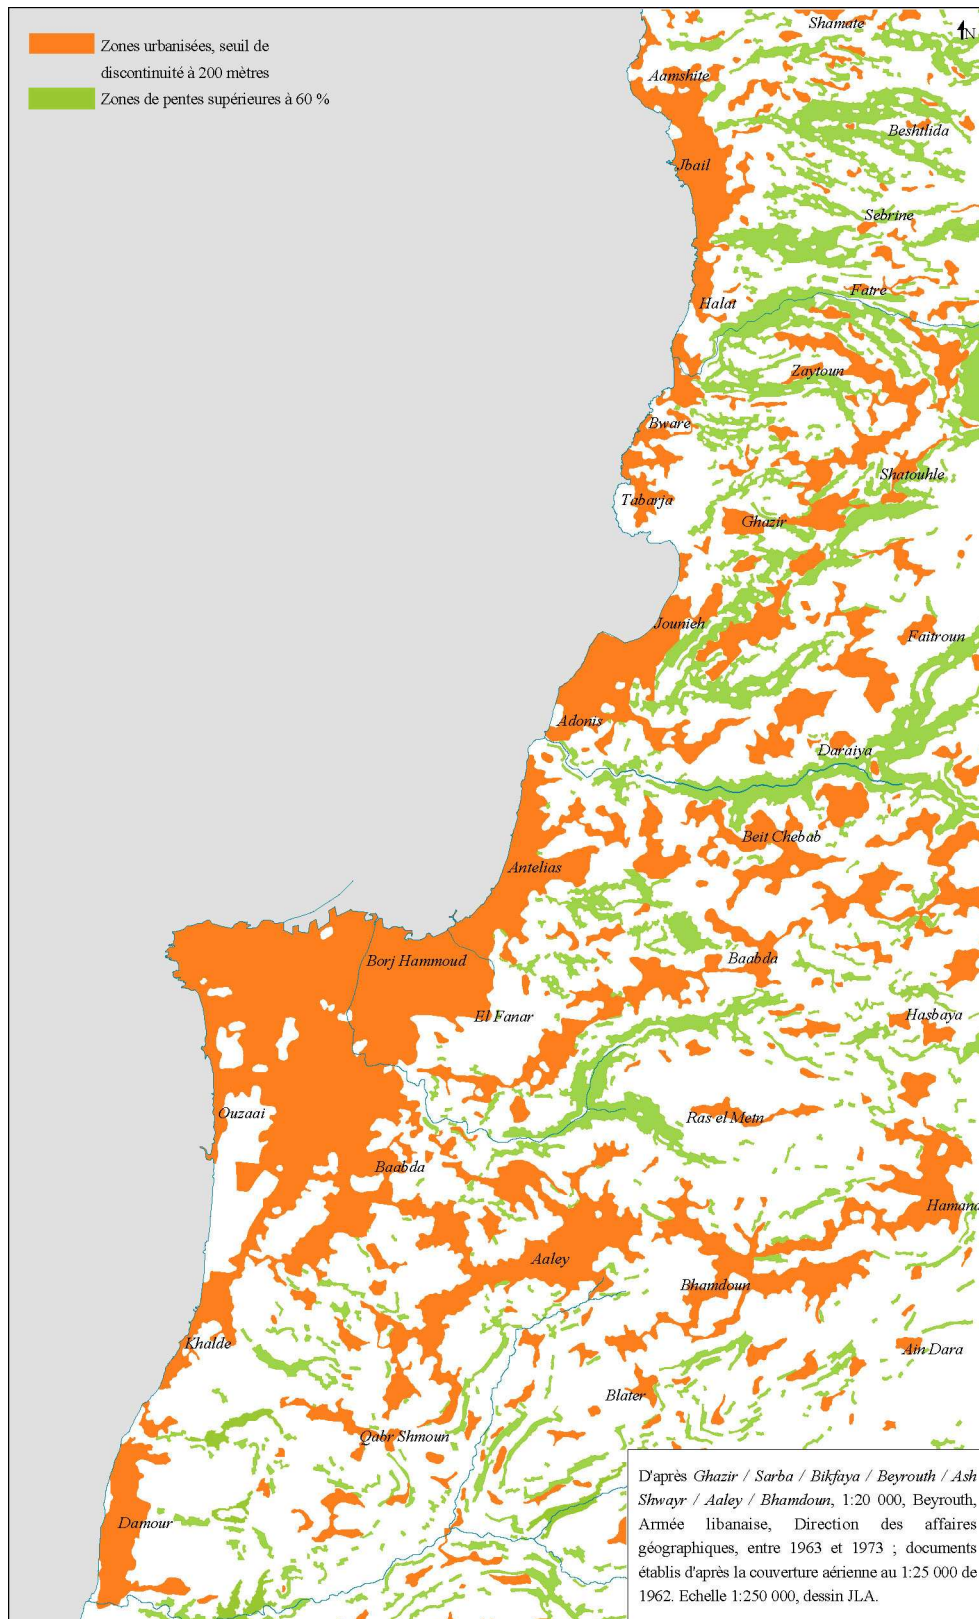 Zones urbanisées, seuil de
discontinuité à 200 mètres
Zones de pentes supérieures à 60 %
N
Shamate
Aamshite
Beshtlida
Jbail
Sebrine
Fatre
Halat
Zaytoun
Bware
Shatouhle
Tabarja
Ghazir
Jounieh
Faitroun
Adonis
Daraiya
Beit Chebab
Antelias
Borj Hammoud
Baabda
El Fanar
Hasbaya
Ouzaai
Ras el Metn
Baabda
Hamana
Aaley
Bhamdoun
Khalde
Ain Dara
Blater
Qabr Shmoun
Damour
D'après Ghazir / Sarba / Bikfaya / Beyrouth / Ash
Shwayr / Aaley / Bhamdoun, 1:20 000, Beyrouth,
Armée libanaise, Direction des affaires
géographiques, entre 1963 et 1973 ; documents
établis d'après la couverture aérienne au 1:25 000 de
1962. Echelle 1:250 000, dessin JLA.